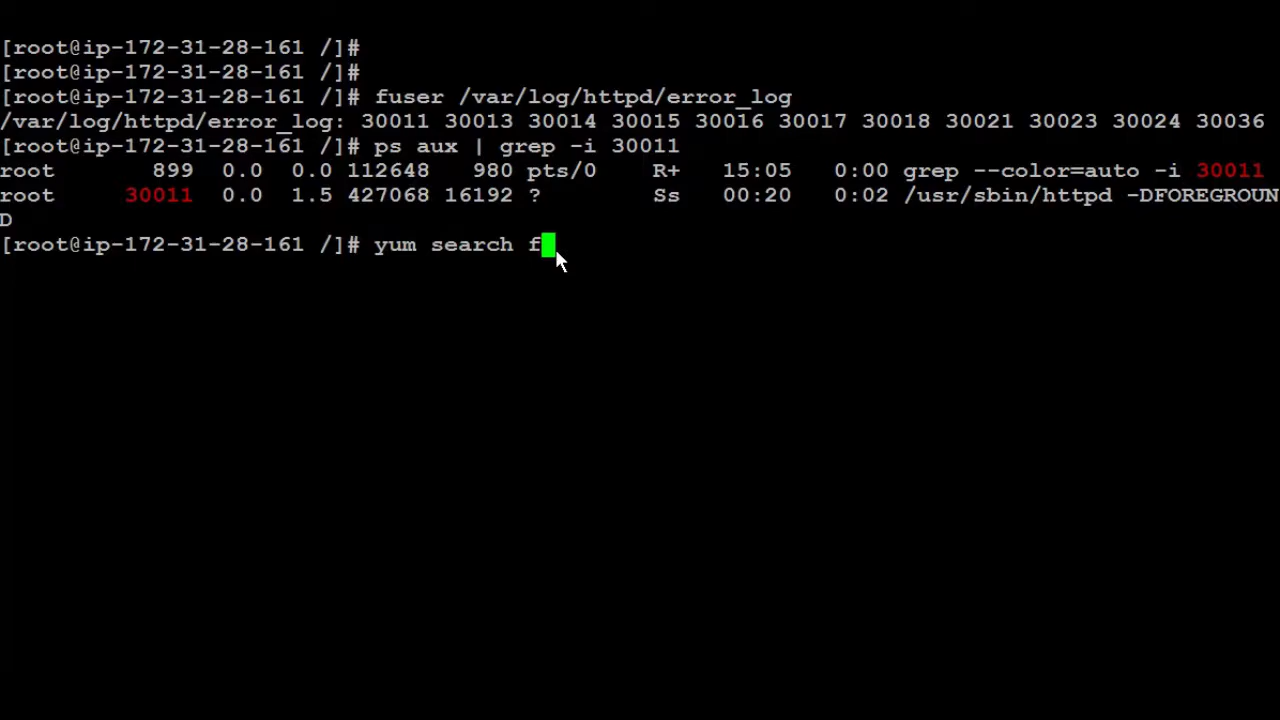 [root@ip-172-31-28-161 /]#
[root@ip-172-31-28-161 /]#
[root@ip-172-31-28-161 /]# fuser /var/log/httpd/error_log
/var/log/httpd/error_log: 30011 30013 30014 30015 30016 30017 30018 30021 30023 30024 30036
[root@ip-172-31-28-161 /]# ps aux | grep -i 30011
root       899  0.0  0.0 112648   980 pts/0    R+   15:05   0:00 grep --color=auto -i 30011
root     30011  0.0  1.5 427068 16192 ?        Ss   00:20   0:02 /usr/sbin/httpd -DFOREGROUN
D
[root@ip-172-31-28-161 /]# yum search f